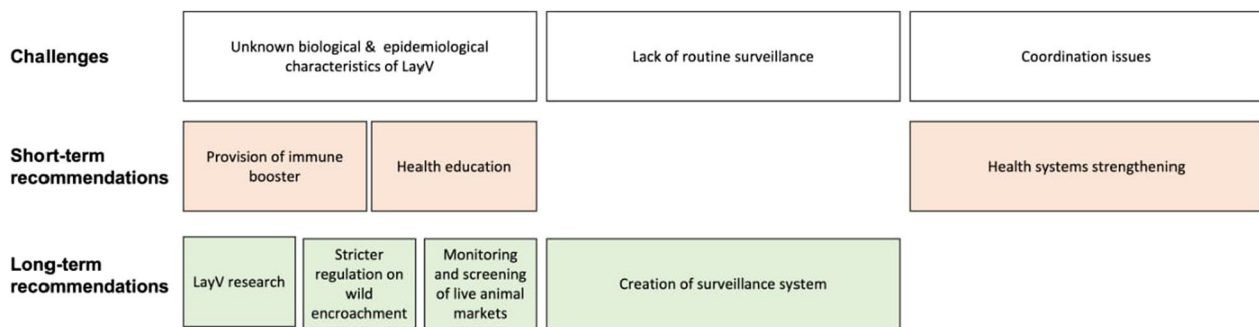 Challenges
Unknown biological & epidemiological
characteristics of LayV
Lack of routine surveillance
Coordination issues
Short-term
recommendations
Provision of immune
booster
Health education
Health systems strengthening
Long-term
recommendations
LayV research
Stricter
regulation on
wild
encroachment
Monitoring
and screening
of live animal
markets
Creation of surveillance system